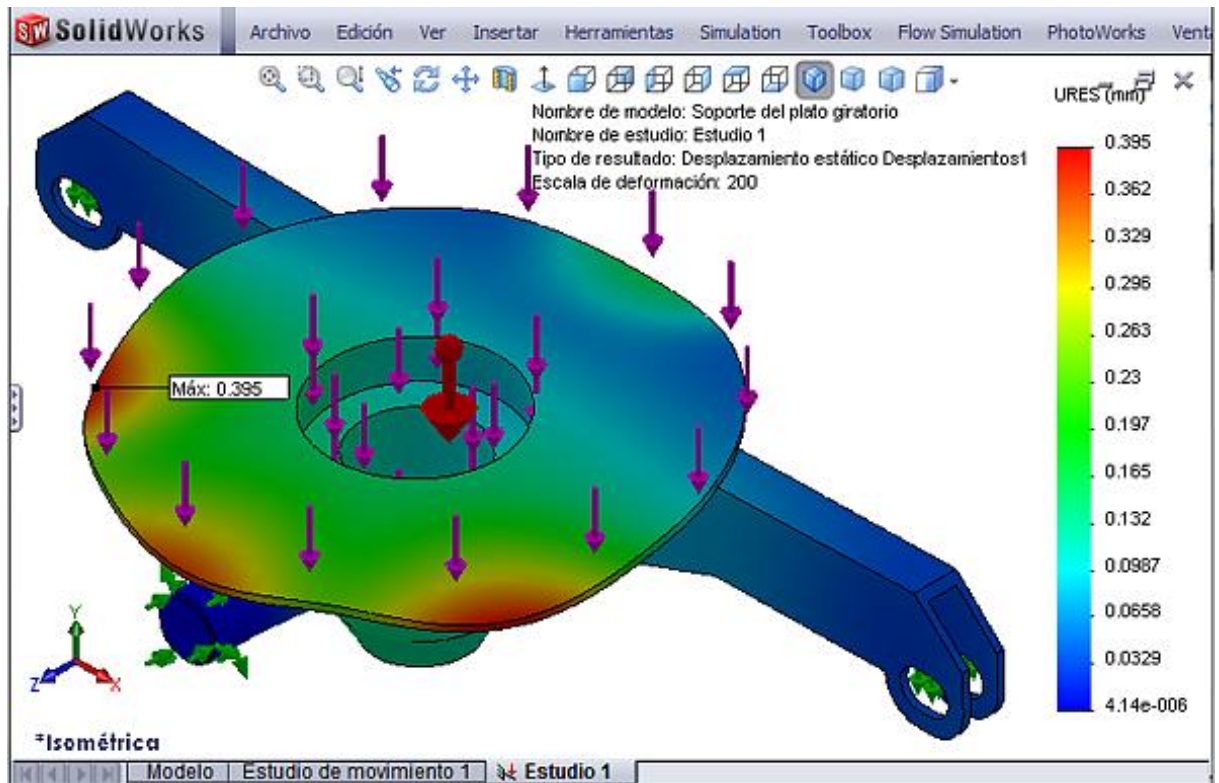 SW SolidWorks Archivo Edición Ver Insertar Herramientas Simulation Toolbox Flow Simulation PhotoWorks Vent
Nombre de modelo: Soporte del plato giratorio
Nombre de estudio: Estudio 1
Tipo de resultado: Desplazamiento estático Desplazamientos1
Escala de deformación: 200
URES (mm)
0.395
0.362
0.329
0.296
0.263
0.23
0.197
0.165
0.132
0.0987
0.0658
0.0329
4.14e-006
Máx: 0.395
Y
Z
X
*Isométrica
Modelo Estudio de movimiento 1 Estudio 1